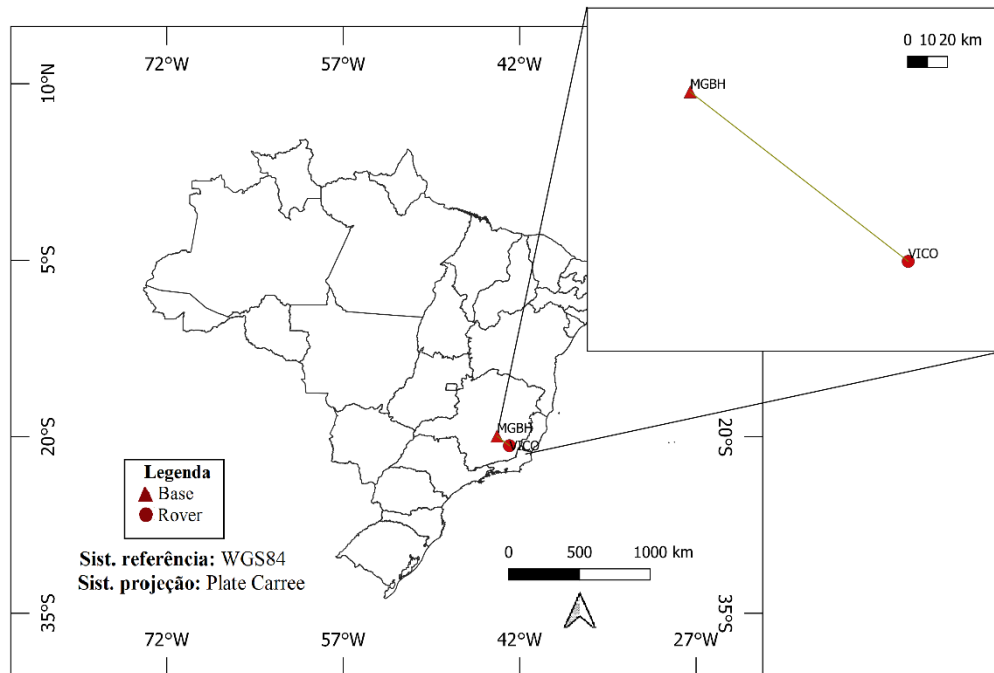 72°W 57°W 42°W
0 10 20 km
MGBH
VICO
10°N
5°S
20°S
35°S
MGBH
VICO
20°S
35°S
Legenda
Base
Rover
Sist. referência: WGS84
Sist. projeção: Plate Carree
0 500 1000 km
72°W 57°W 42°W 27°W